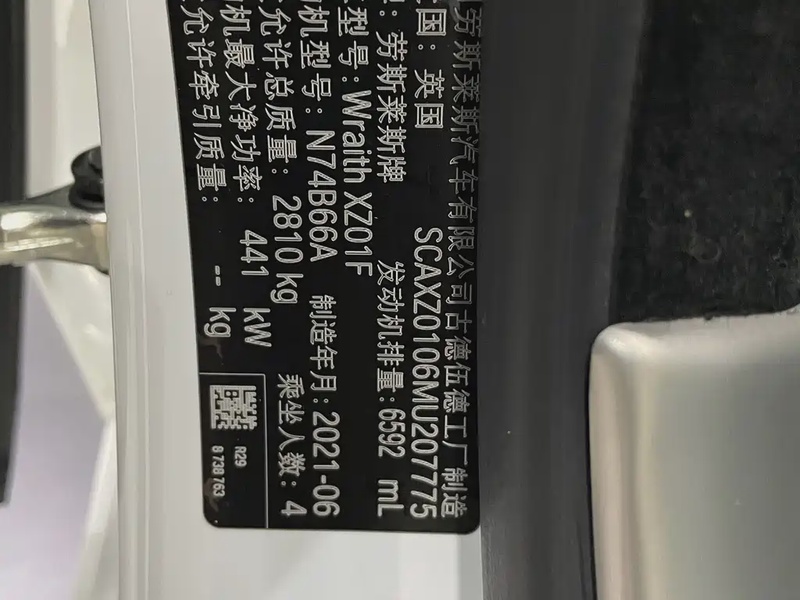 劳斯莱斯汽车有限公司古德伍德工厂制造
国: 英国 SCAXZ0106MU207775
: 劳斯莱斯牌 发动机排量: 6592 mL
型号: Wraith XZ01F
机型号: N74B66A 制造年月: 2021-06
允许总质量: 2810 kg 乘坐人数: 4
机最大净功率: 441 kW
允许牵引质量: -- kg
R29
8 738 763